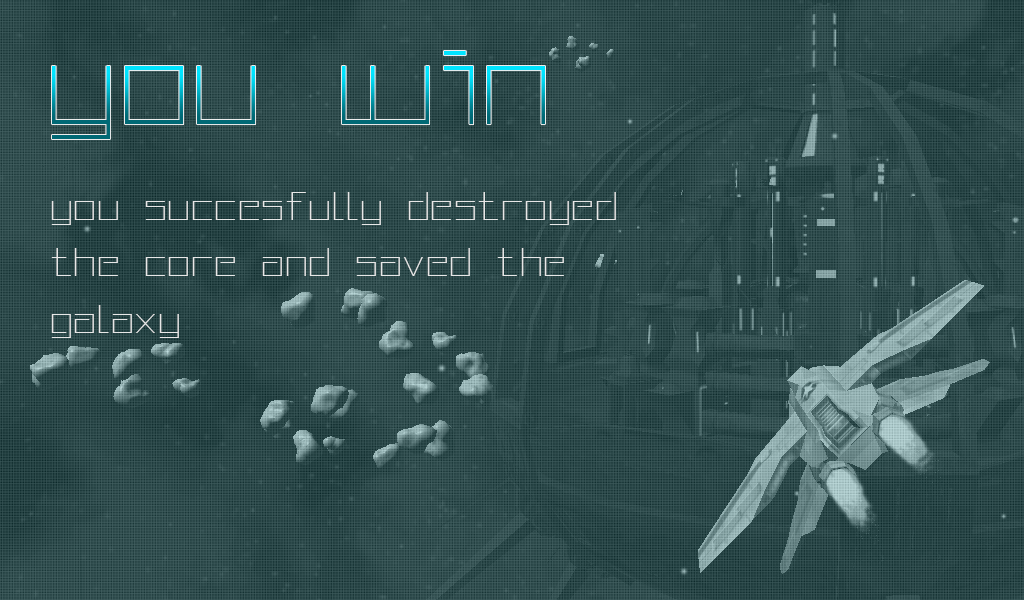 you win
you succesfully destroyed
the core and saved the
galaxy